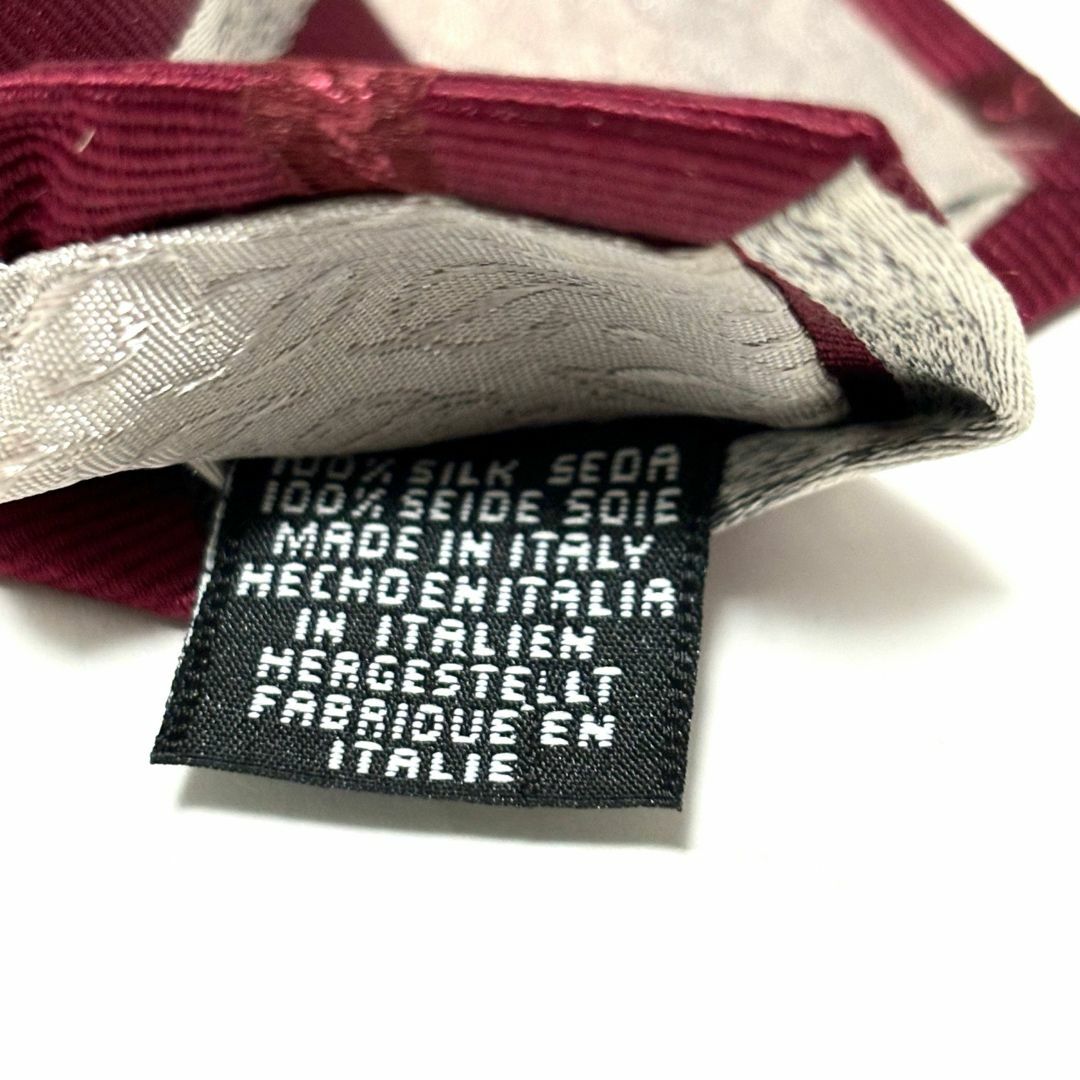 100% SILK SEDA
100% SEIDE SOIE
MADE IN ITALY
HECHO EN ITALIA
IN ITALIEN
HERGESTELLT
FABRIQUE EN
ITALIE